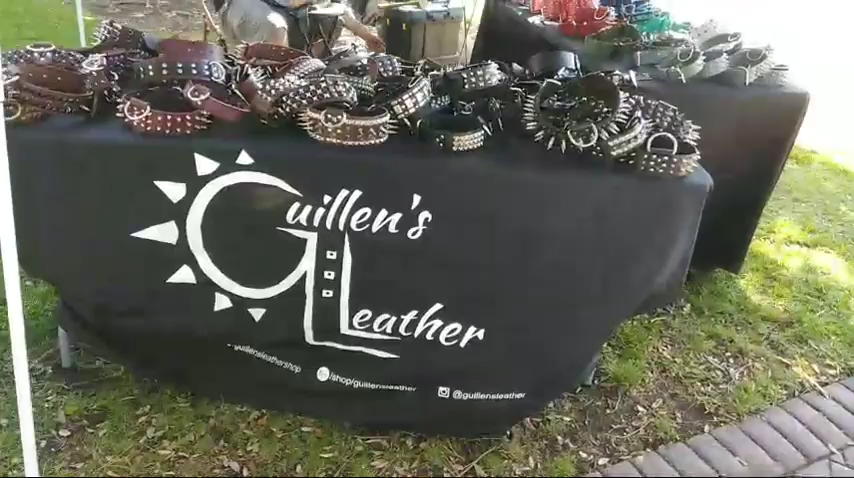 Guillen's
Leather
guillensleathershop
/shop/guillensleather
@guillensleather